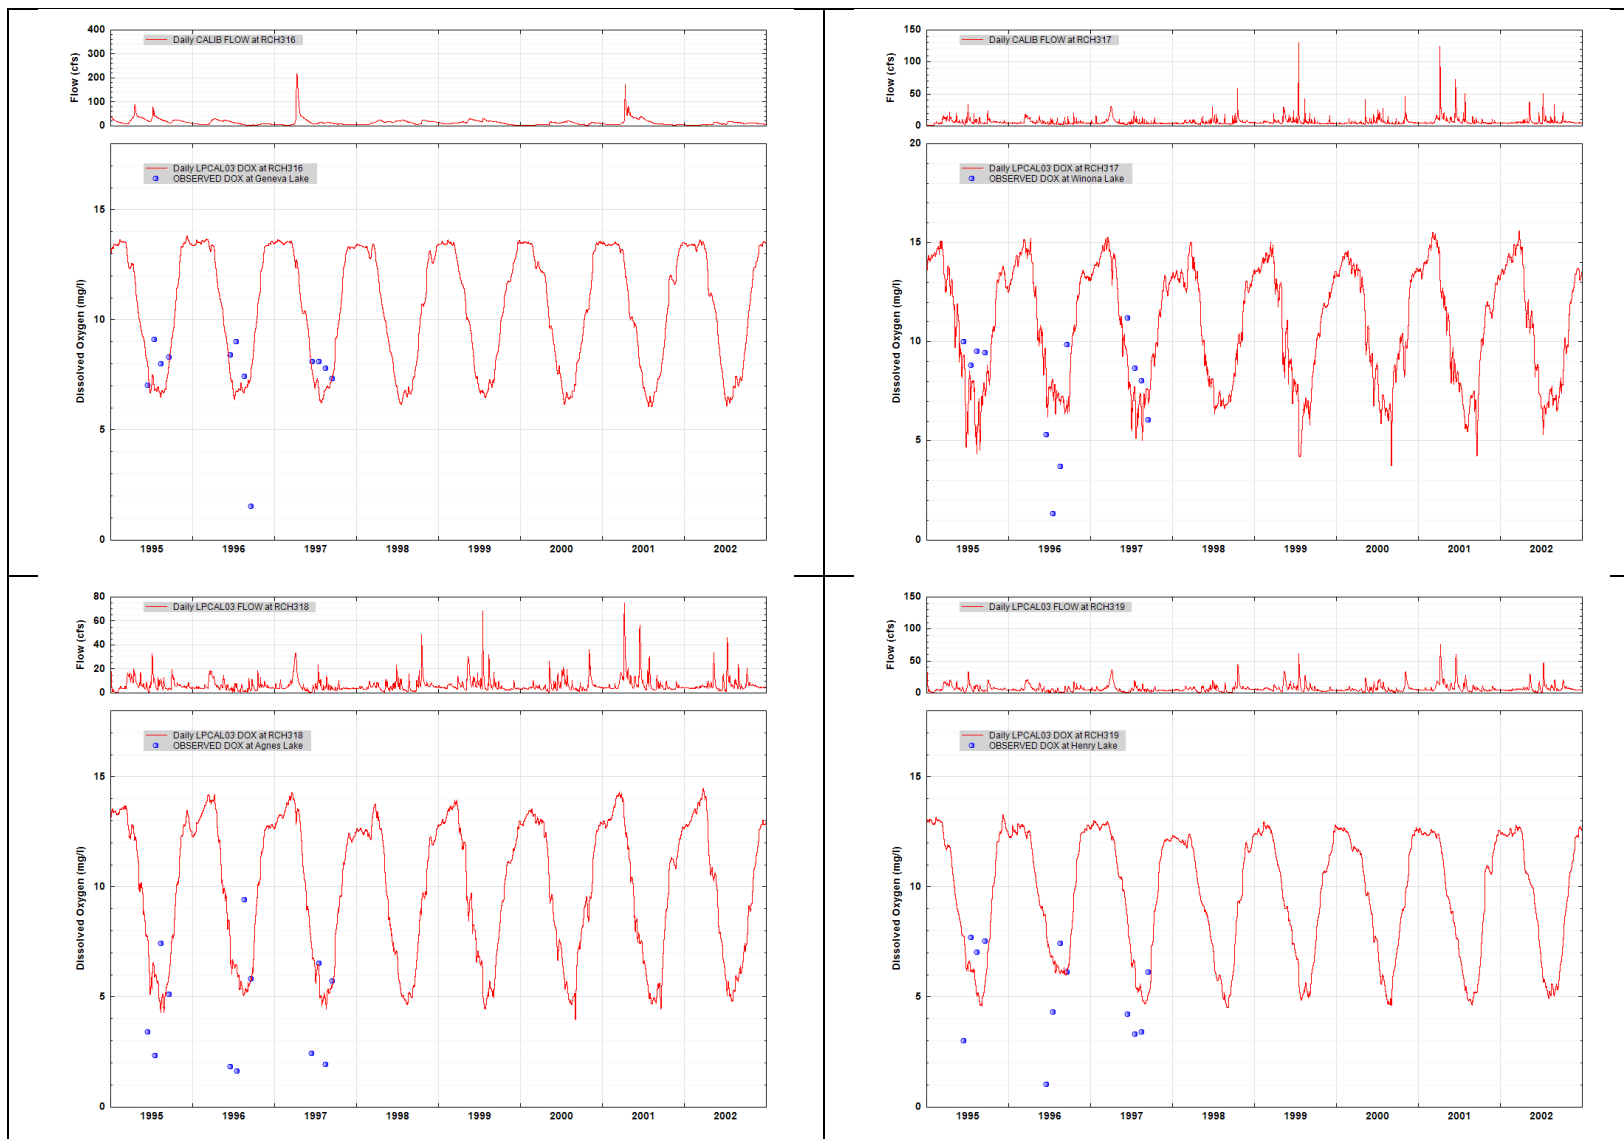 Daily CALIB FLOW at RCH316
Flow (cfs)
400
300
200
100
0
Daily LPCAL03 DOX at RCH316
OBSERVED DOX at Geneva Lake
Dissolved Oxygen (mg/l)
15
10
5
0
1995 1996 1997 1998 1999 2000 2001 2002
Daily CALIB FLOW at RCH317
Flow (cfs)
150
100
50
0
Daily LPCAL03 DOX at RCH317
OBSERVED DOX at Winona Lake
Dissolved Oxygen (mg/l)
20
15
10
5
0
1995 1996 1997 1998 1999 2000 2001 2002
Daily LPCAL03 FLOW at RCH318
Flow (cfs)
80
60
40
20
0
Daily LPCAL03 DOX at RCH318
OBSERVED DOX at Agnes Lake
Dissolved Oxygen (mg/l)
15
10
5
0
1995 1996 1997 1998 1999 2000 2001 2002
Daily LPCAL03 FLOW at RCH319
Flow (cfs)
150
100
50
0
Daily LPCAL03 DOX at RCH319
OBSERVED DOX at Henry Lake
Dissolved Oxygen (mg/l)
15
10
5
0
1995 1996 1997 1998 1999 2000 2001 2002